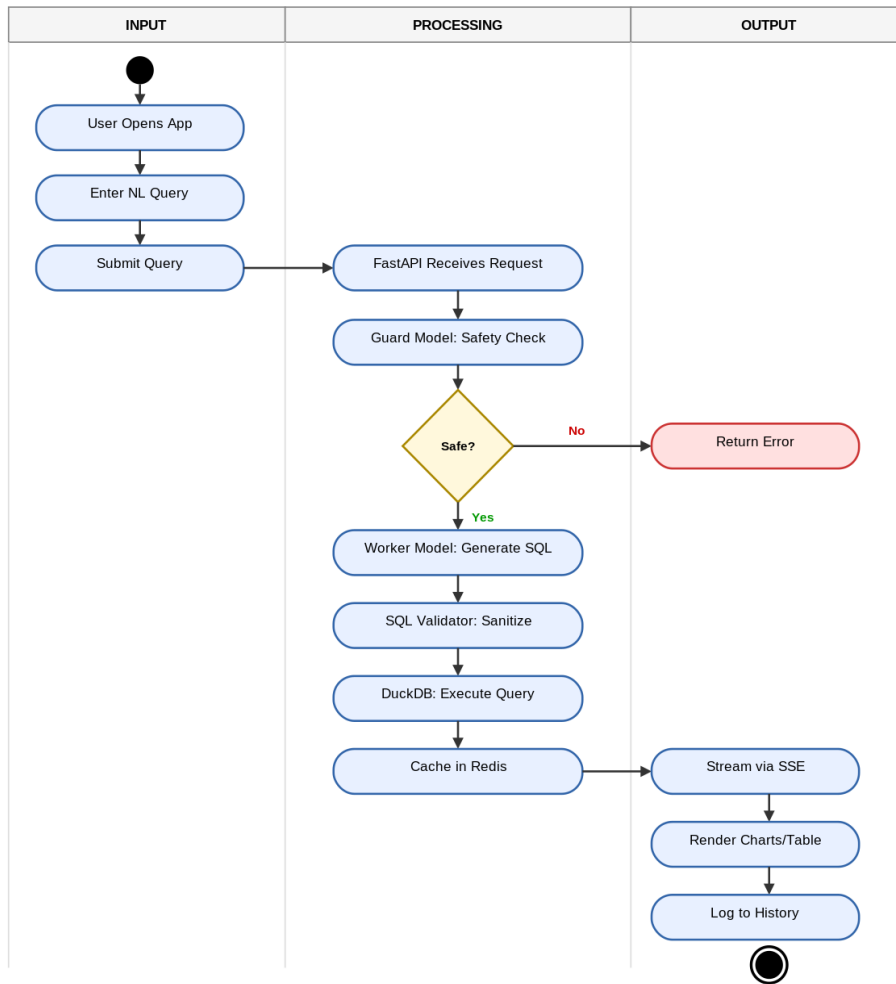 INPUT
PROCESSING
OUTPUT
User Opens App
Enter NL Query
Submit Query
FastAPI Receives Request
Guard Model: Safety Check
Safe?
No
Return Error
Yes
Worker Model: Generate SQL
SQL Validator: Sanitize
DuckDB: Execute Query
Cache in Redis
Stream via SSE
Render Charts/Table
Log to History